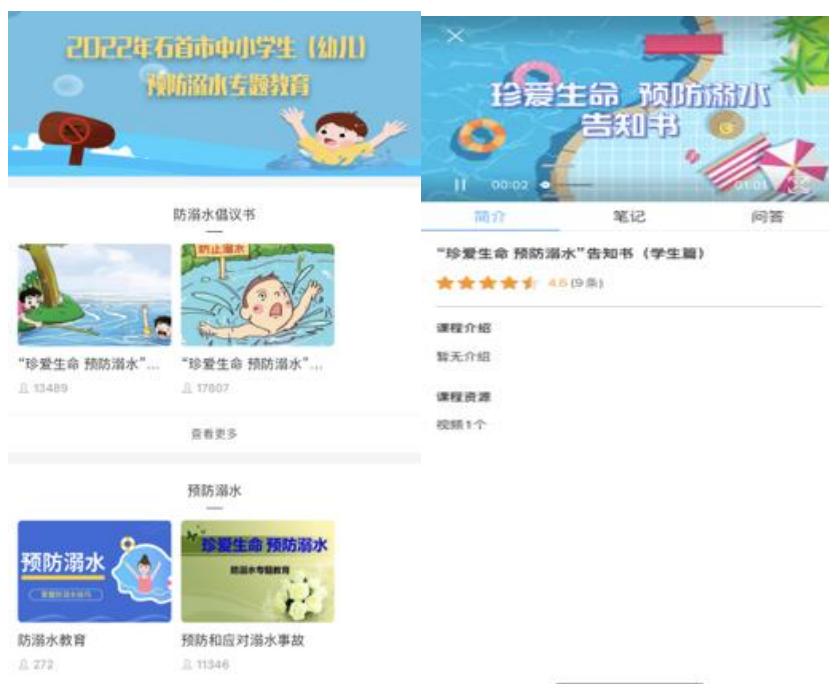 2022年石首市中小学生（幼儿）
预防溺水专题教育
防溺水倡议书
防止溺水
“珍爱生命 预防溺水”...
13489
“珍爱生命 预防溺水”...
17807
查看更多
预防溺水
预防溺水
防溺水教育
272
珍爱生命 预防溺水
防溺水专题教育
预防和应对溺水事故
11346
珍爱生命 预防溺水
告知书
00:02
01:01
简介
笔记
问答
“珍爱生命 预防溺水”告知书（学生篇）
4.6 (9 条)
课程介绍
暂无介绍
课程资源
视频1个